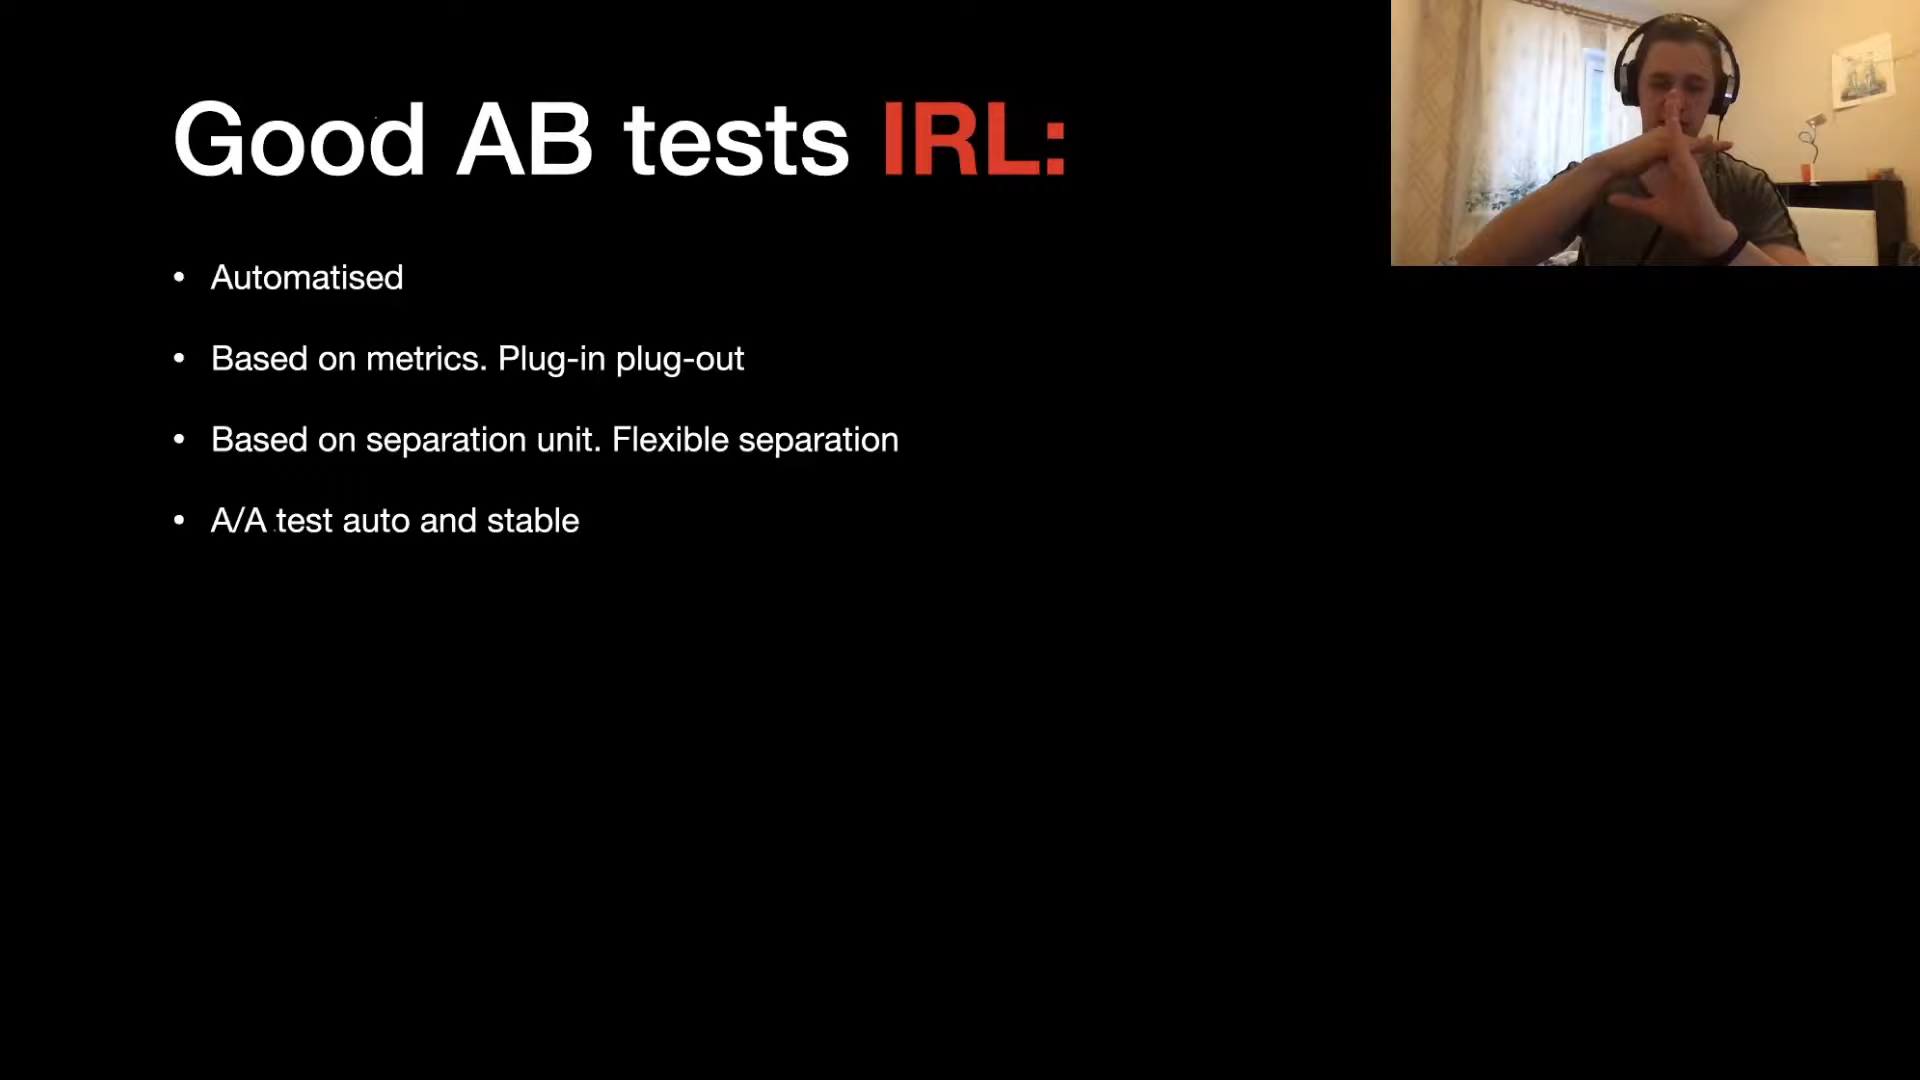 Good AB tests IRL:
• Automatised
• Based on metrics. Plug-in plug-out
• Based on separation unit. Flexible separation
• A/A test auto and stable